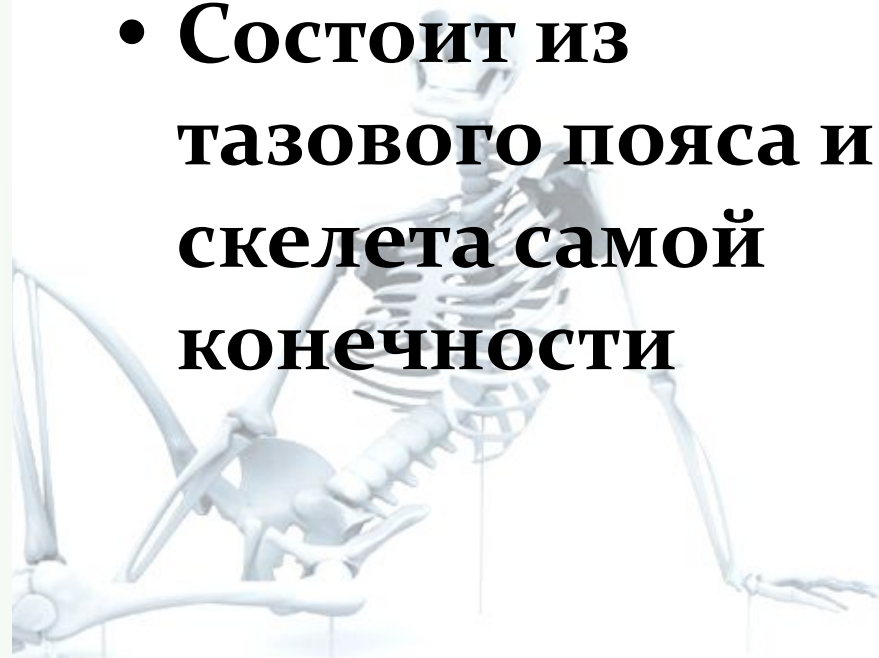 • Состоит из
тазового пояса и
скелета самой
конечности